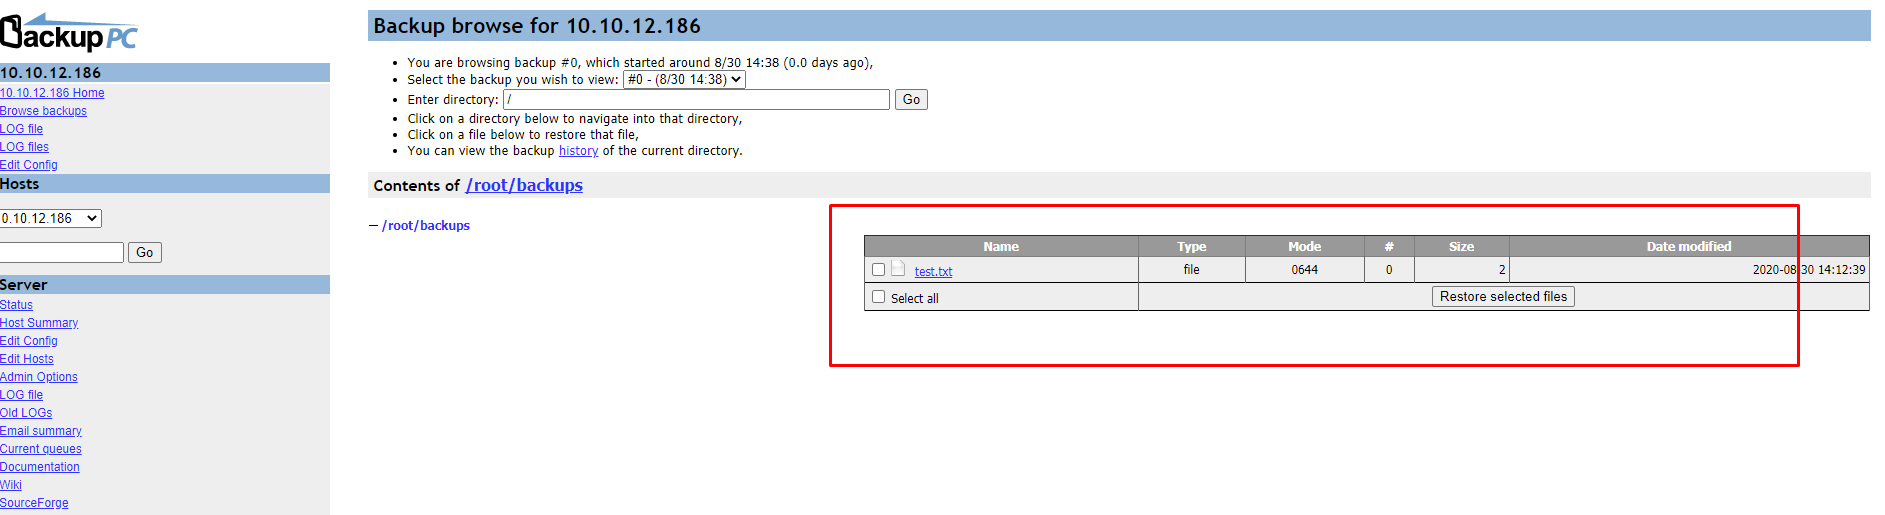 BackupPC
10.10.12.186
10.10.12.186 Home
Browse backups
LOG file
LOG files
Edit Config
Hosts
0.10.12.186
Go
Server
Status
Host Summary
Edit Config
Edit Hosts
Admin Options
LOG file
Old LOGs
Email summary
Current queues
Documentation
Wiki
SourceForge
Backup browse for 10.10.12.186
• You are browsing backup #0, which started around 8/30 14:38 (0.0 days ago),
• Select the backup you wish to view: #0 - (8/30 14:38)
• Enter directory: / Go
• Click on a directory below to navigate into that directory,
• Click on a file below to restore that file,
• You can view the backup history of the current directory.
Contents of /root/backups
– /root/backups
Name Type Mode # Size Date modified
test.txt file 0644 0 2 2020-08-30 14:12:39
Select all Restore selected files